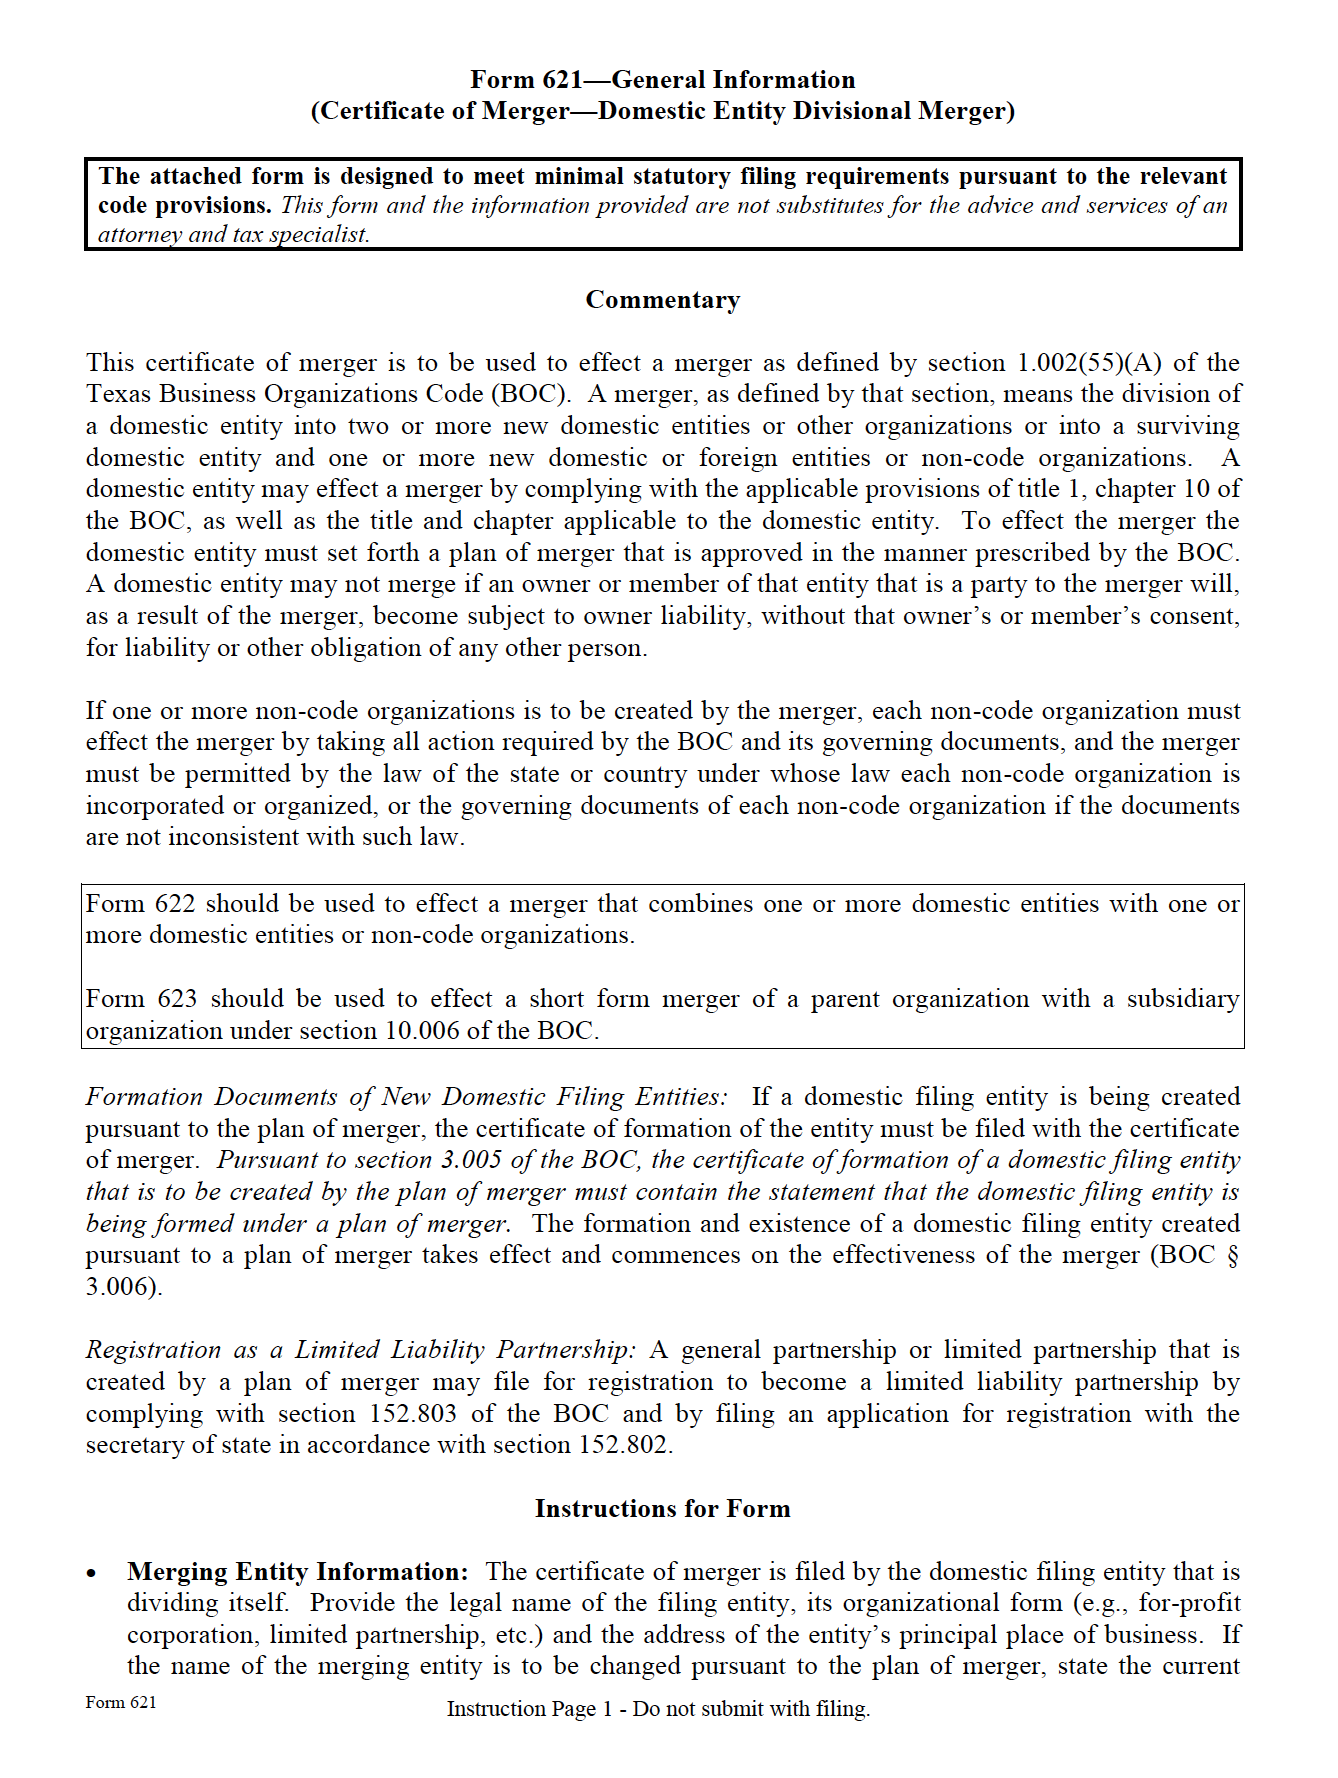 Form 621—General Information
(Certificate of Merger—Domestic Entity Divisional Merger)
The attached form is designed to meet minimal statutory filing requirements pursuant to the relevant
code provisions. This form and the information provided are not substitutes for the advice and services of an
attorney and tax specialist.
Commentary
This certificate of merger is to be used to effect a merger as defined by section 1.002(55)(A) of the
Texas Business Organizations Code (BOC). A merger, as defined by that section, means the division of
a domestic entity into two or more new domestic entities or other organizations or into a surviving
domestic entity and one or more new domestic or foreign entities or non-code organizations. A
domestic entity may effect a merger by complying with the applicable provisions of title 1, chapter 10 of
the BOC, as well as the title and chapter applicable to the domestic entity. To effect the merger the
domestic entity must set forth a plan of merger that is approved in the manner prescribed by the BOC.
A domestic entity may not merge if an owner or member of that entity that is a party to the merger will,
as a result of the merger, become subject to owner liability, without that owner’s or member’s consent,
for liability or other obligation of any other person.
If one or more non-code organizations is to be created by the merger, each non-code organization must
effect the merger by taking all action required by the BOC and its governing documents, and the merger
must be permitted by the law of the state or country under whose law each non-code organization is
incorporated or organized, or the governing documents of each non-code organization if the documents
are not inconsistent with such law.
Form 622 should be used to effect a merger that combines one or more domestic entities with one or
more domestic entities or non-code organizations.
Form 623 should be used to effect a short form merger of a parent organization with a subsidiary
organization under section 10.006 of the BOC.
Formation Documents of New Domestic Filing Entities: If a domestic filing entity is being created
pursuant to the plan of merger, the certificate of formation of the entity must be filed with the certificate
of merger. Pursuant to section 3.005 of the BOC, the certificate of formation of a domestic filing entity
that is to be created by the plan of merger must contain the statement that the domestic filing entity is
being formed under a plan of merger. The formation and existence of a domestic filing entity created
pursuant to a plan of merger takes effect and commences on the effectiveness of the merger (BOC §
3.006).
Registration as a Limited Liability Partnership: A general partnership or limited partnership that is
created by a plan of merger may file for registration to become a limited liability partnership by
complying with section 152.803 of the BOC and by filing an application for registration with the
secretary of state in accordance with section 152.802.
Instructions for Form
• Merging Entity Information: The certificate of merger is filed by the domestic filing entity that is
dividing itself. Provide the legal name of the filing entity, its organizational form (e.g., for-profit
corporation, limited partnership, etc.) and the address of the entity’s principal place of business. If
the name of the merging entity is to be changed pursuant to the plan of merger, state the current
Form 621
Instruction Page 1 - Do not submit with filing.